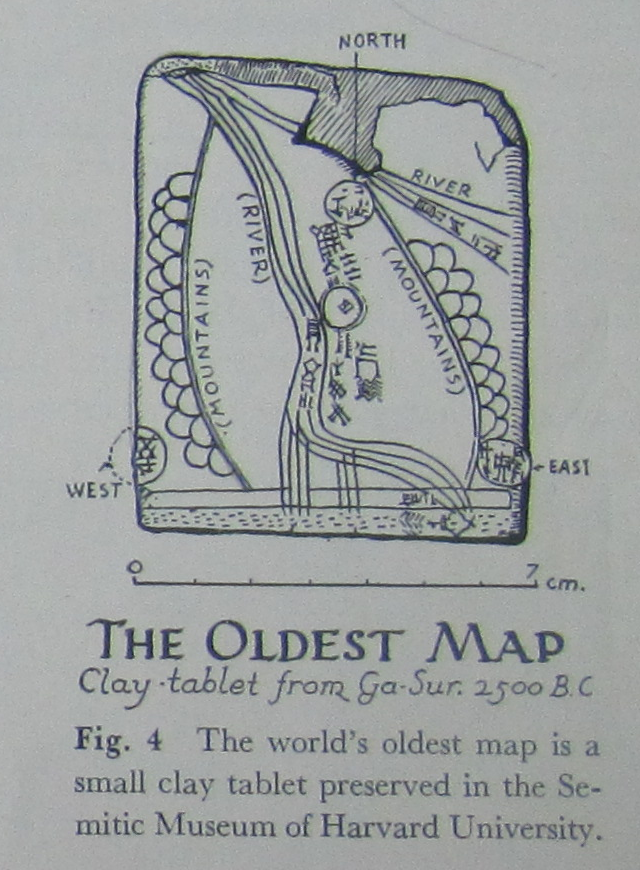 NORTH
RIVER
(RIVER)
(MOUNTAINS)
(MOUNTAINS)
WEST
EAST
0 7 cm.
THE OLDEST MAP
Clay-tablet from Ga-Sur. 2500 B.C
Fig. 4 The world's oldest map is a
small clay tablet preserved in the Se-
mitic Museum of Harvard University.